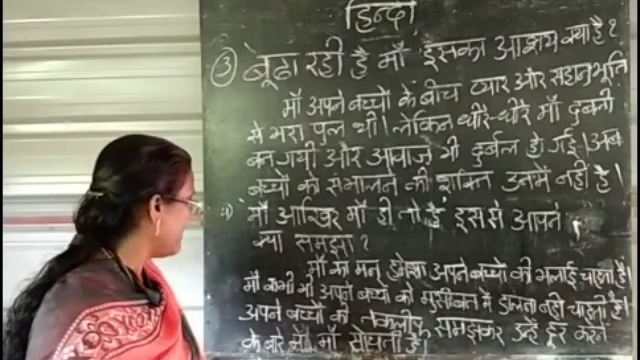 हिन्दी
③ बूढा रही है माँ इसका आशय क्या है?
माँ अपने बच्चों के बीच प्यार और सहानुभूति
से भरा पुल थी। लेकिन धीरे-धीरे माँ दुबली
बन गयी और आवाज़ भी दुर्बल हो गई। अब
बच्चों को संभालने की शक्ति उनमें नहीं है।
माँ आखिर माँ ही तो है इससे आपने
क्या समझा?
माँ का मन हमेशा अपने बच्चों की भलाई चाहता है।
माँ कभी भी अपने बच्चों को मुसीबत में डालना नहीं चाहती है।
अपने बच्चों की तकलीफ़ समझकर उन्हें दूर करने
के बारे में माँ सोचती है।